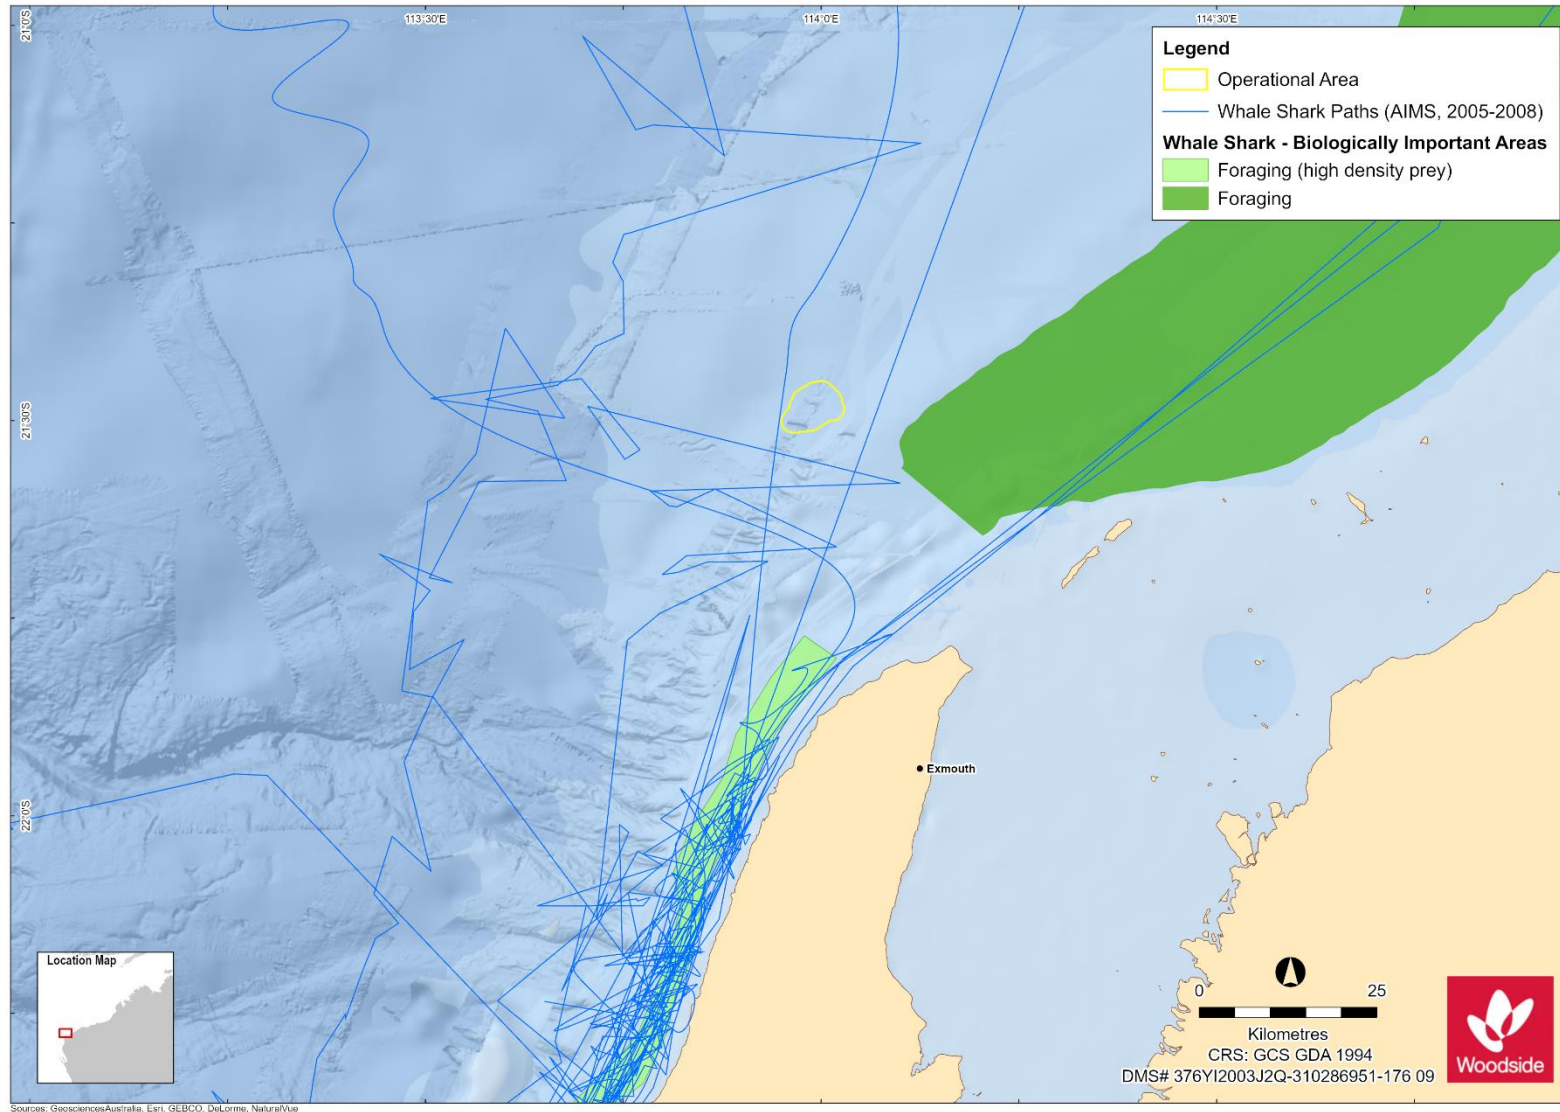 113°30'E
114°0'E
114°30'E
21°0'S
21°30'S
22°0'S
Legend
Operational Area
Whale Shark Paths (AIMS, 2005-2008)
Whale Shark - Biologically Important Areas
Foraging (high density prey)
Foraging
Exmouth
Location Map
0 25
Kilometres
CRS: GCS GDA 1994
DMS# 376YI2003J2Q-310286951-176 09
Woodside
Sources: GeosciencesAustralia, Esri, GEBCO, DeLorme, NaturalVue